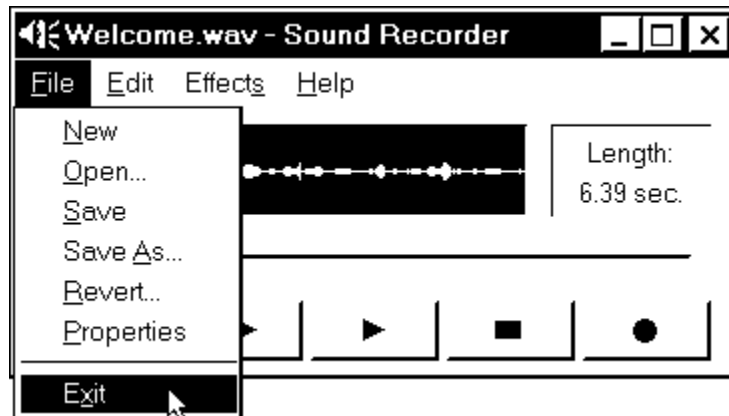 Welcome.wav - Sound Recorder
File Edit Effects Help
New
Open...
Save
Save As...
Revert...
Properties
Exit
Length:
6.39 sec.